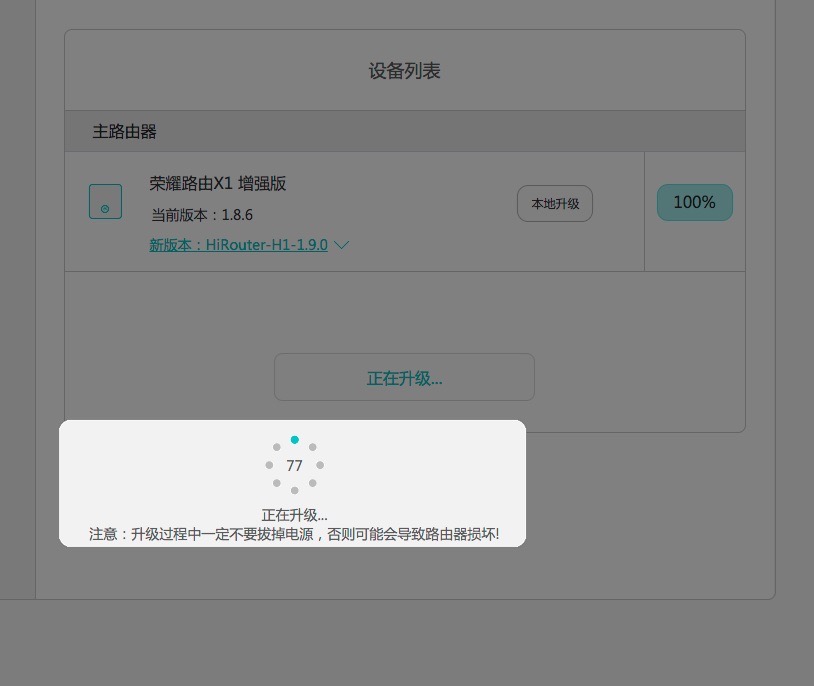 设备列表
主路由器
荣耀路由X1 增强版
当前版本：1.8.6
新版本：HiRouter-H1-1.9.0
本地升级
100%
正在升级...
77
正在升级...
注意：升级过程中一定不要拔掉电源，否则可能会导致路由器损坏!